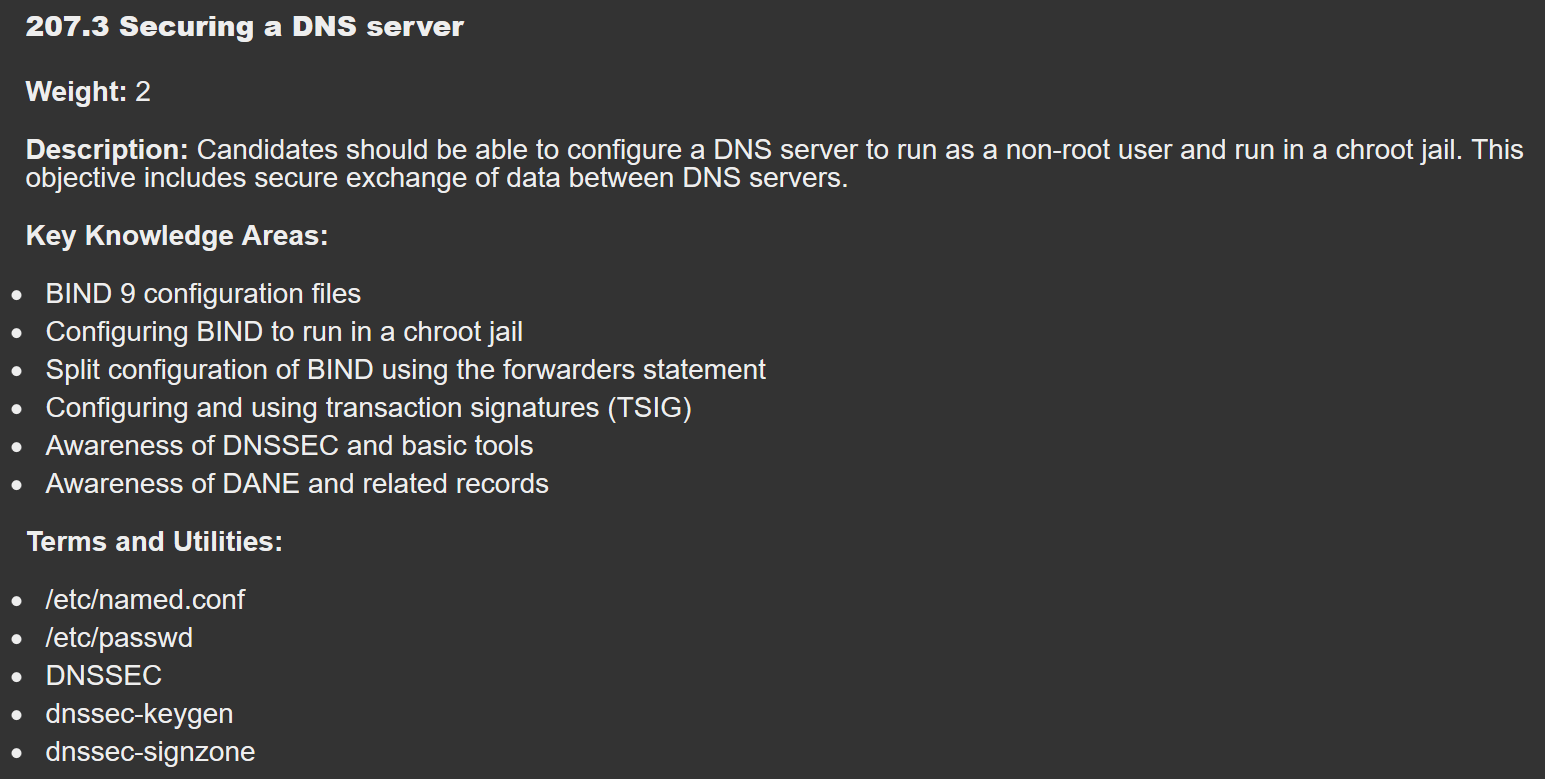 207.3 Securing a DNS server
Weight: 2
Description: Candidates should be able to configure a DNS server to run as a non-root user and run in a chroot jail. This
objective includes secure exchange of data between DNS servers.
Key Knowledge Areas:
• BIND 9 configuration files
• Configuring BIND to run in a chroot jail
• Split configuration of BIND using the forwarders statement
• Configuring and using transaction signatures (TSIG)
• Awareness of DNSSEC and basic tools
• Awareness of DANE and related records
Terms and Utilities:
• /etc/named.conf
• /etc/passwd
• DNSSEC
• dnssec-keygen
• dnssec-signzone